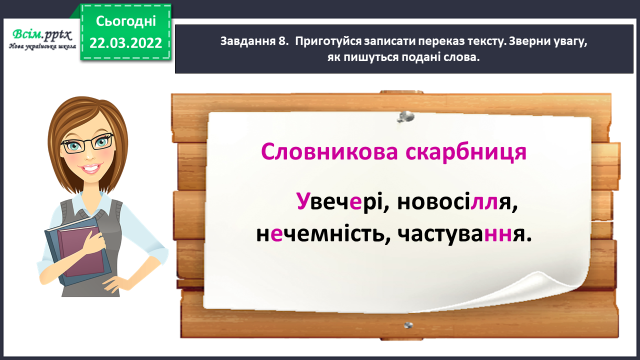 Всім.pptx
Нова українська школа
Сьогодні
22.03.2022
Завдання 8. Приготуйся записати переказ тексту. Зверни увагу,
як пишуться подані слова.
Словникова скарбниця
Увечері, новосілля,
нечемність, частування.